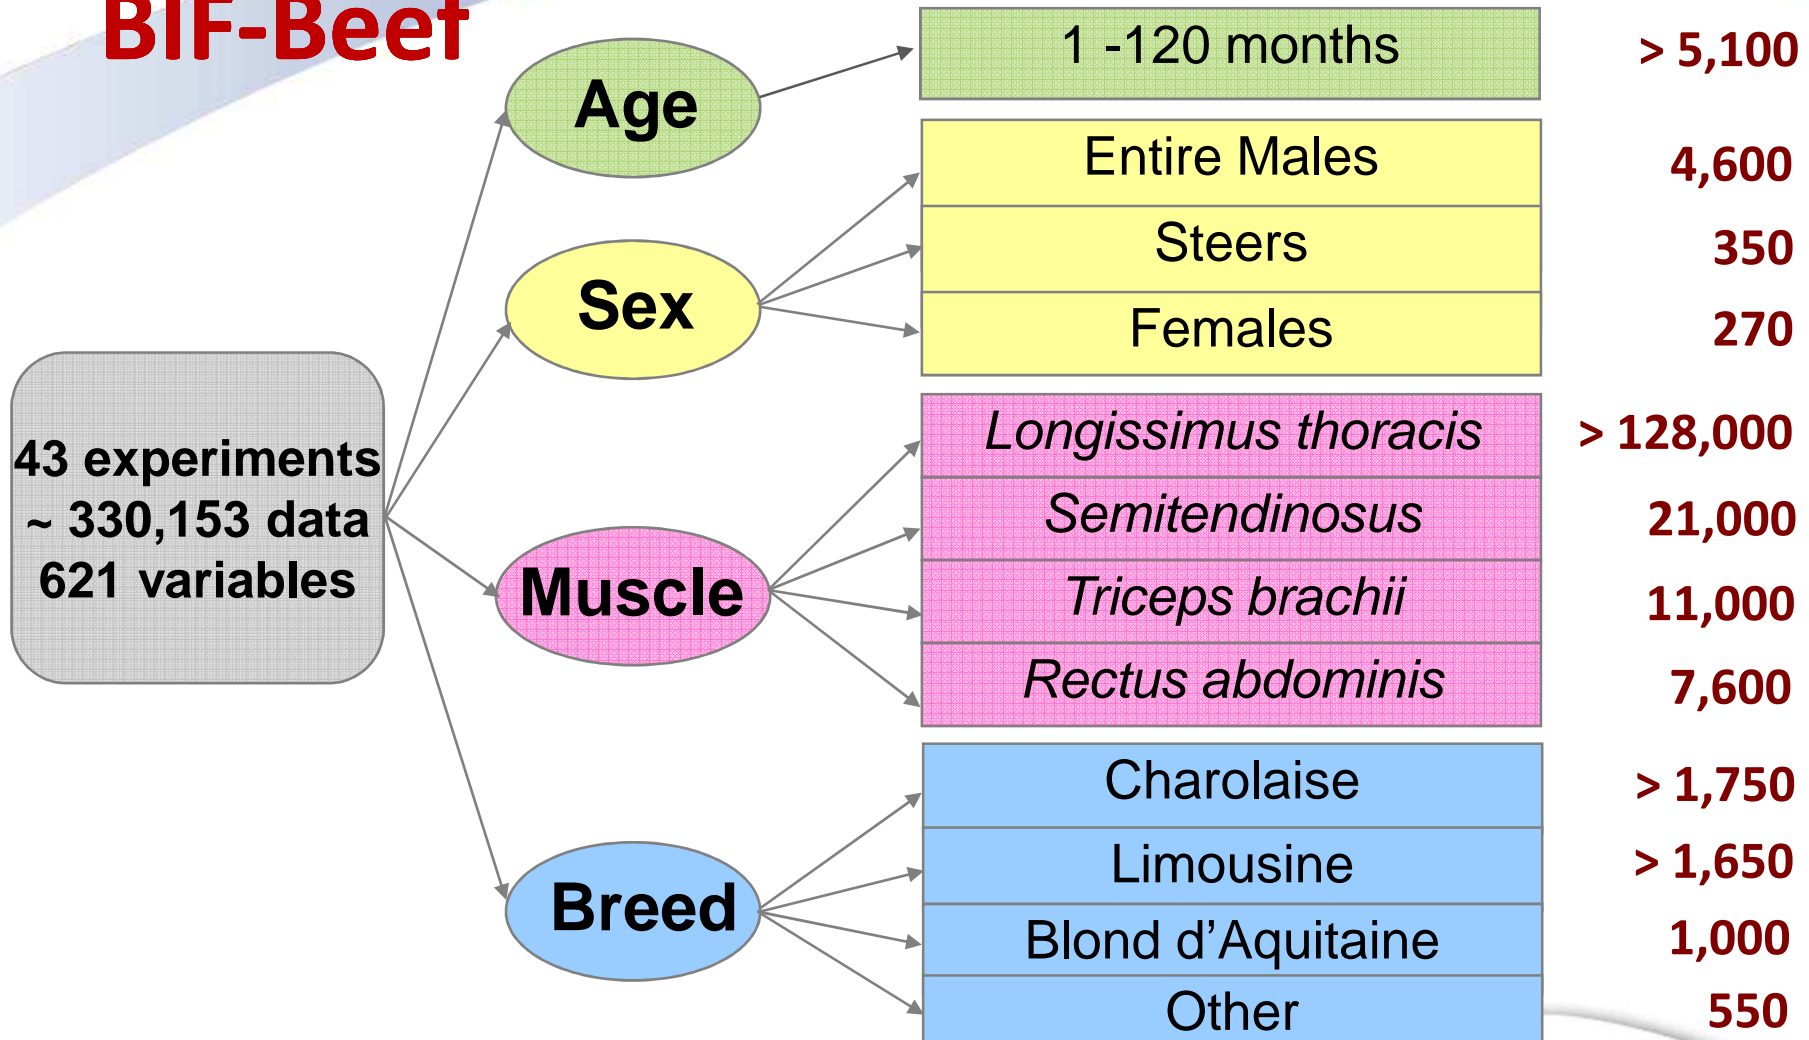 BIF-Beef
Age
1 -120 months
> 5,100
Entire Males
4,600
Sex
Steers
350
Females
270
43 experiments
~ 330,153 data
621 variables
Muscle
Longissimus thoracis
> 128,000
Semitendinosus
21,000
Triceps brachii
11,000
Rectus abdominis
7,600
Breed
Charolaise
> 1,750
Limousine
> 1,650
Blond d’Aquitaine
1,000
Other
550